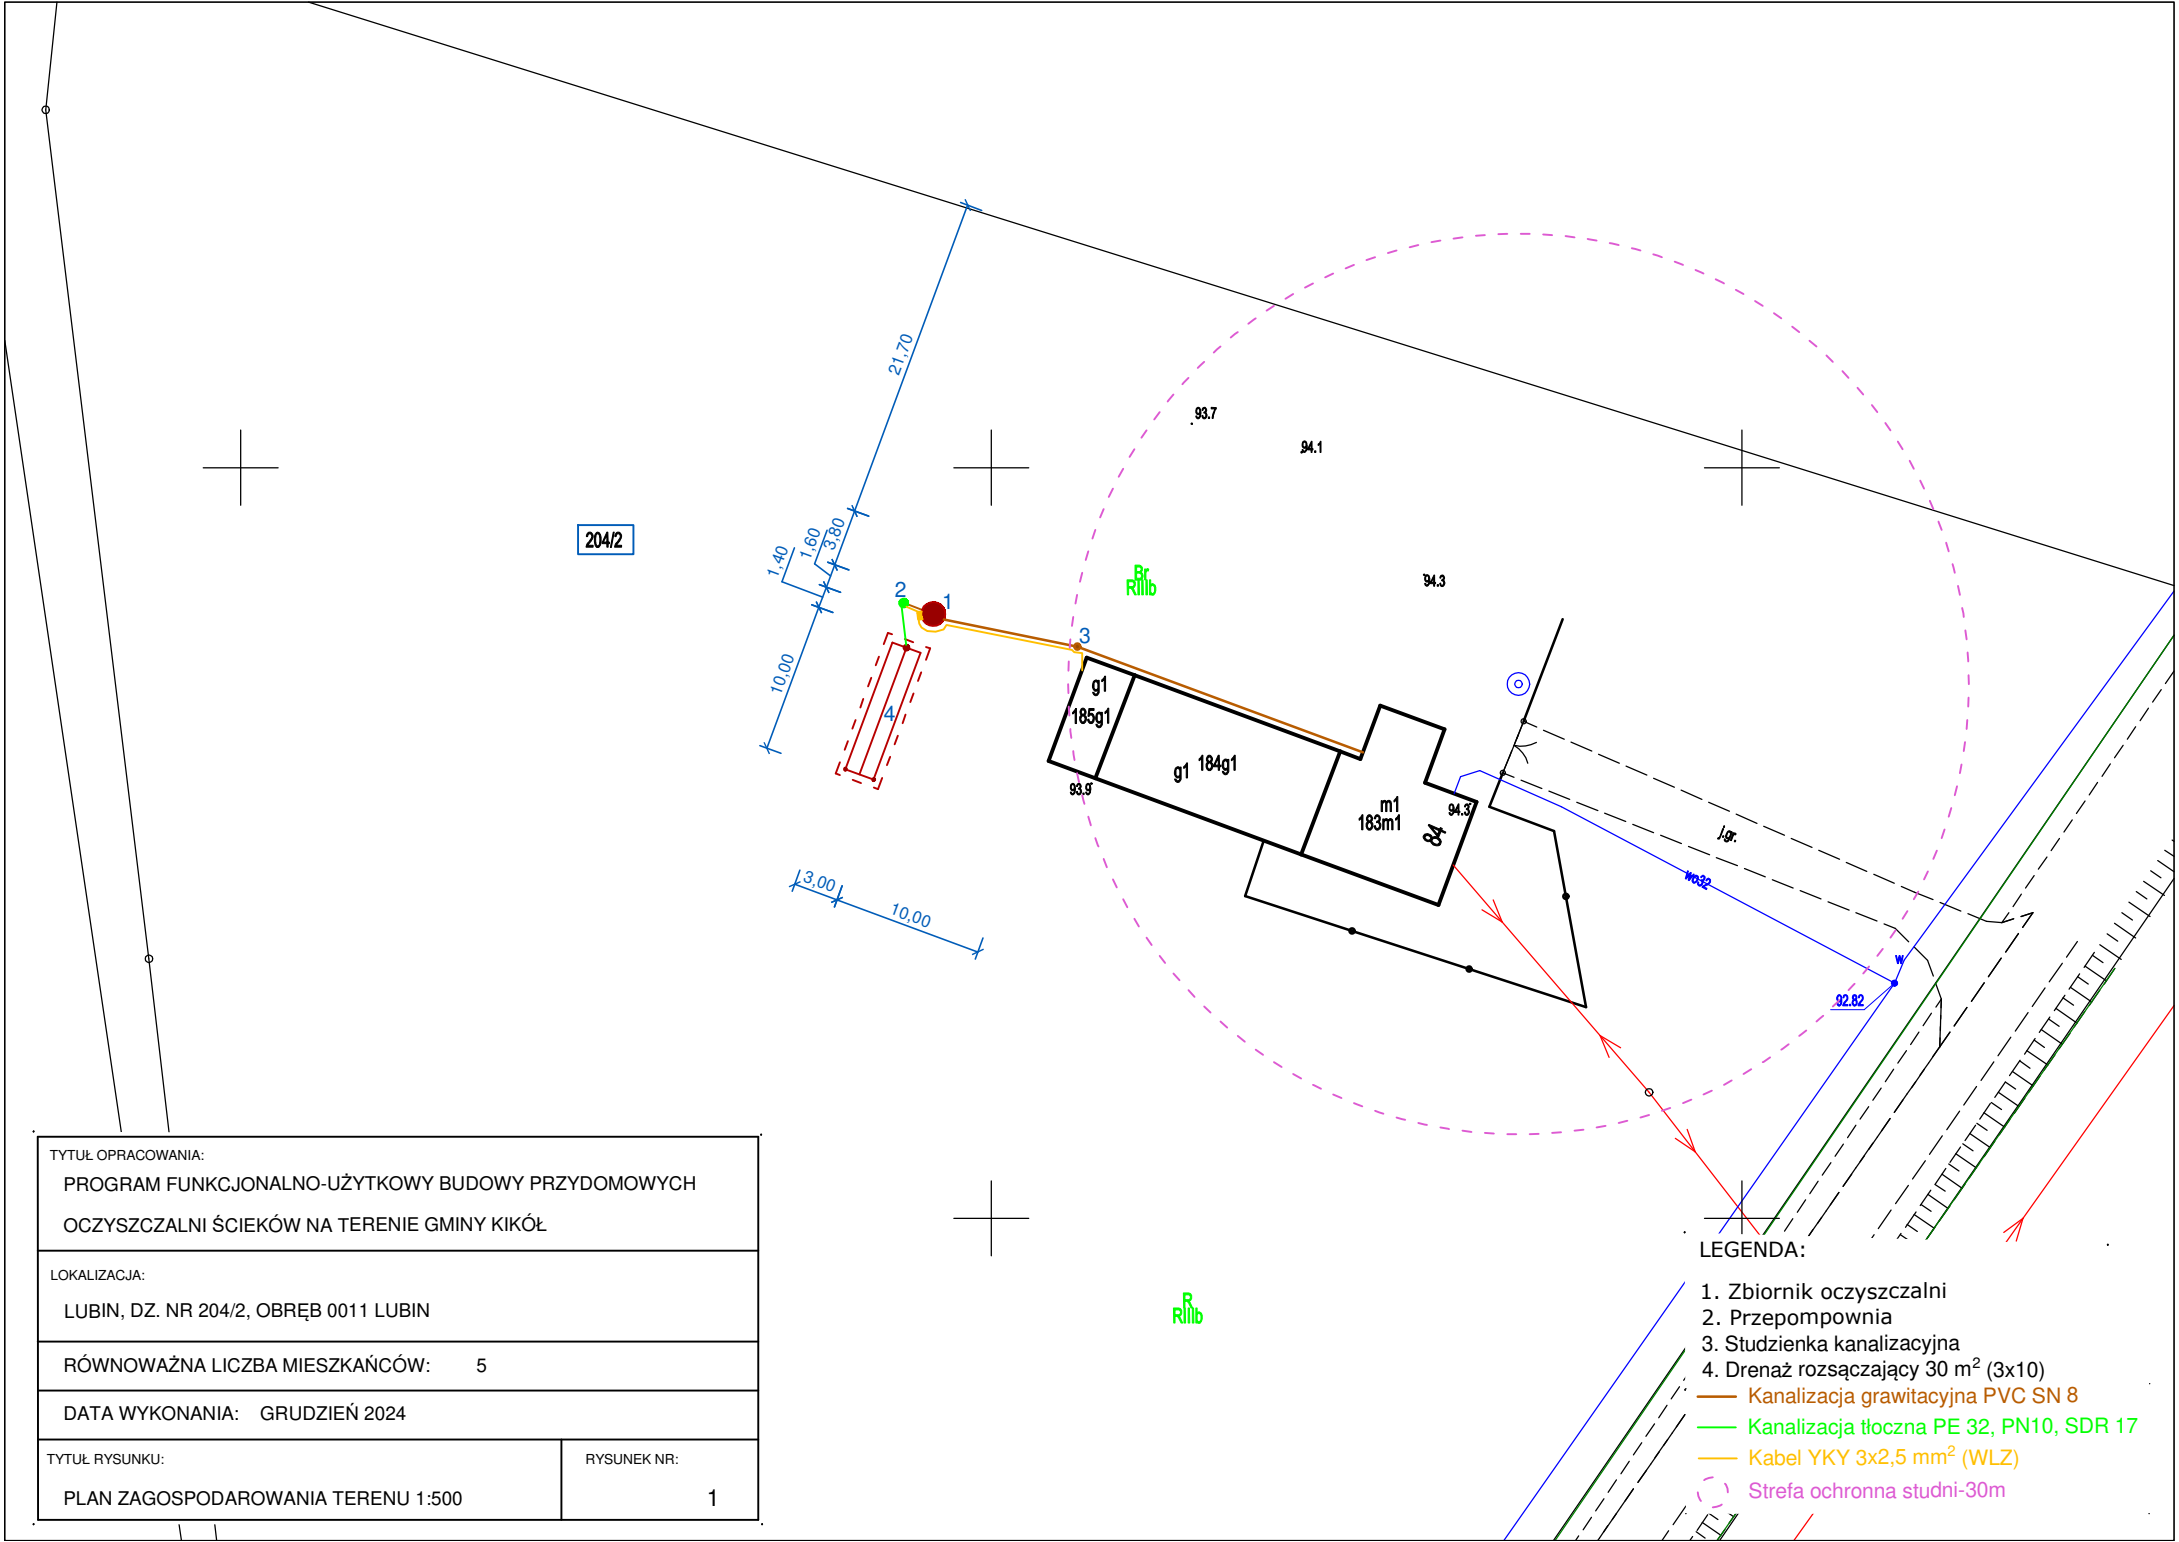 21,70
93.7
94.1
204/2
1,40
1,60
3,80
Br
RIIIb
94.3
2
1
3
10,00
4
g1
185g1
g1 184g1
93.9
m1
183m1
84
94.3
j.gr.
wo32
3,00
10,00
w
92.82
R
RIIIb
TYTUŁ OPRACOWANIA:
PROGRAM FUNKCJONALNO-UŻYTKOWY BUDOWY PRZYDOMOWYCH
OCZYSZCZALNI ŚCIEKÓW NA TERENIE GMINY KIKÓŁ
LOKALIZACJA:
LUBIN, DZ. NR 204/2, OBRĘB 0011 LUBIN
RÓWNOWAŻNA LICZBA MIESZKAŃCÓW: 5
DATA WYKONANIA: GRUDZIEŃ 2024
TYTUŁ RYSUNKU:
PLAN ZAGOSPODAROWANIA TERENU 1:500
RYSUNEK NR:
1
LEGENDA:
1. Zbiornik oczyszczalni
2. Przepompownia
3. Studzienka kanalizacyjna
4. Drenaż rozsączający 30 m² (3x10)
Kanalizacja grawitacyjna PVC SN 8
Kanalizacja tłoczna PE 32, PN10, SDR 17
Kabel YKY 3x2,5 mm² (WLZ)
Strefa ochronna studni-30m